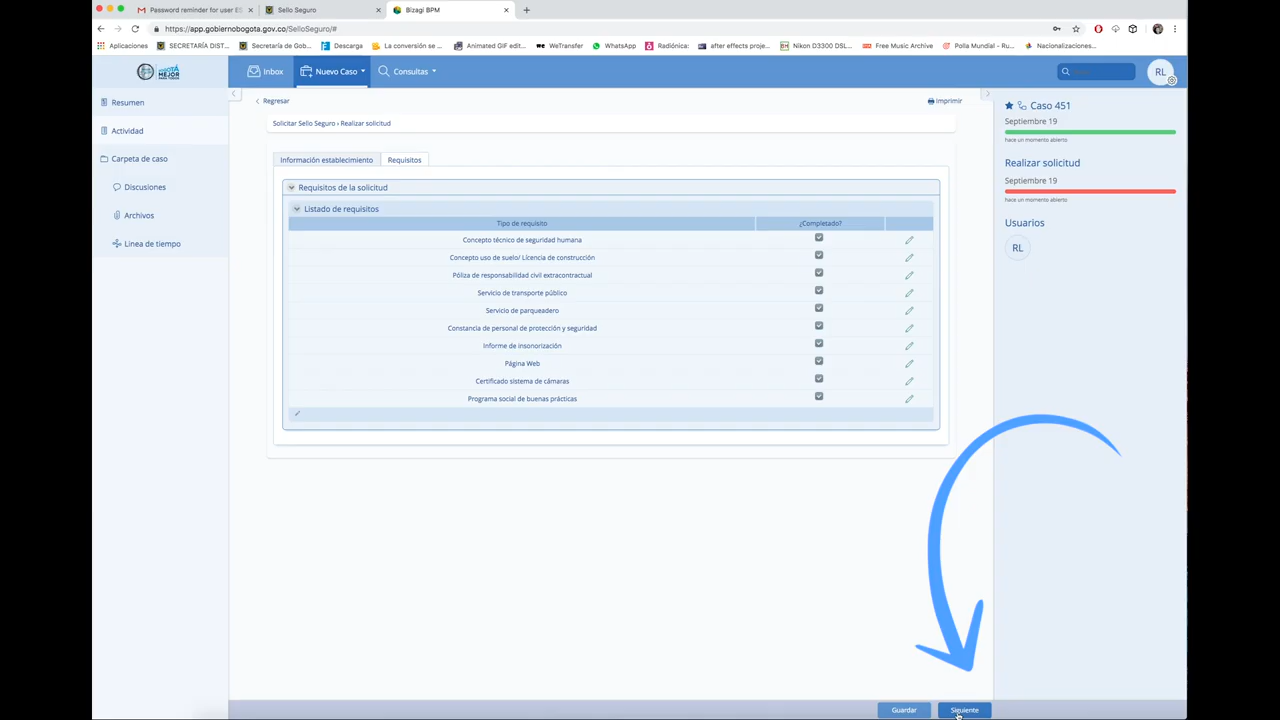 Password reminder for user E
Sello Seguro
Bizagi BPM
https://app.gobiernobogota.gov.co/SelloSeguro/#
Aplicaciones
SECRETARÍA DIST...
Secretaría de Gob...
Descarga
La conversión se ...
Animated GIF edit...
WeTransfer
WhatsApp
Radiónica:
after effects proje...
Nikon D3300 DSL...
Free Music Archive
Polla Mundial - Ru...
Nacionalizaciones...
BOGOTÁ
MEJOR
PARA TODOS
Inbox
Nuevo Caso
Consultas
RL
Resumen
Actividad
Carpeta de caso
Discusiones
Archivos
Linea de tiempo
Regresar
Imprimir
Solicitar Sello Seguro › Realizar solicitud
Información establecimiento
Requisitos
Requisitos de la solicitud
Listado de requisitos
Tipo de requisito ¿Completado?
Concepto técnico de seguridad humana
Concepto uso de suelo/ Licencia de construcción
Póliza de responsabilidad civil extracontractual
Servicio de transporte público
Servicio de parqueadero
Constancia de personal de protección y seguridad
Informe de insonorización
Página Web
Certificado sistema de cámaras
Programa social de buenas prácticas
Caso 451
Septiembre 19
hace un momento abierto
Realizar solicitud
Septiembre 19
hace un momento abierto
Usuarios
RL
Guardar
Siguiente